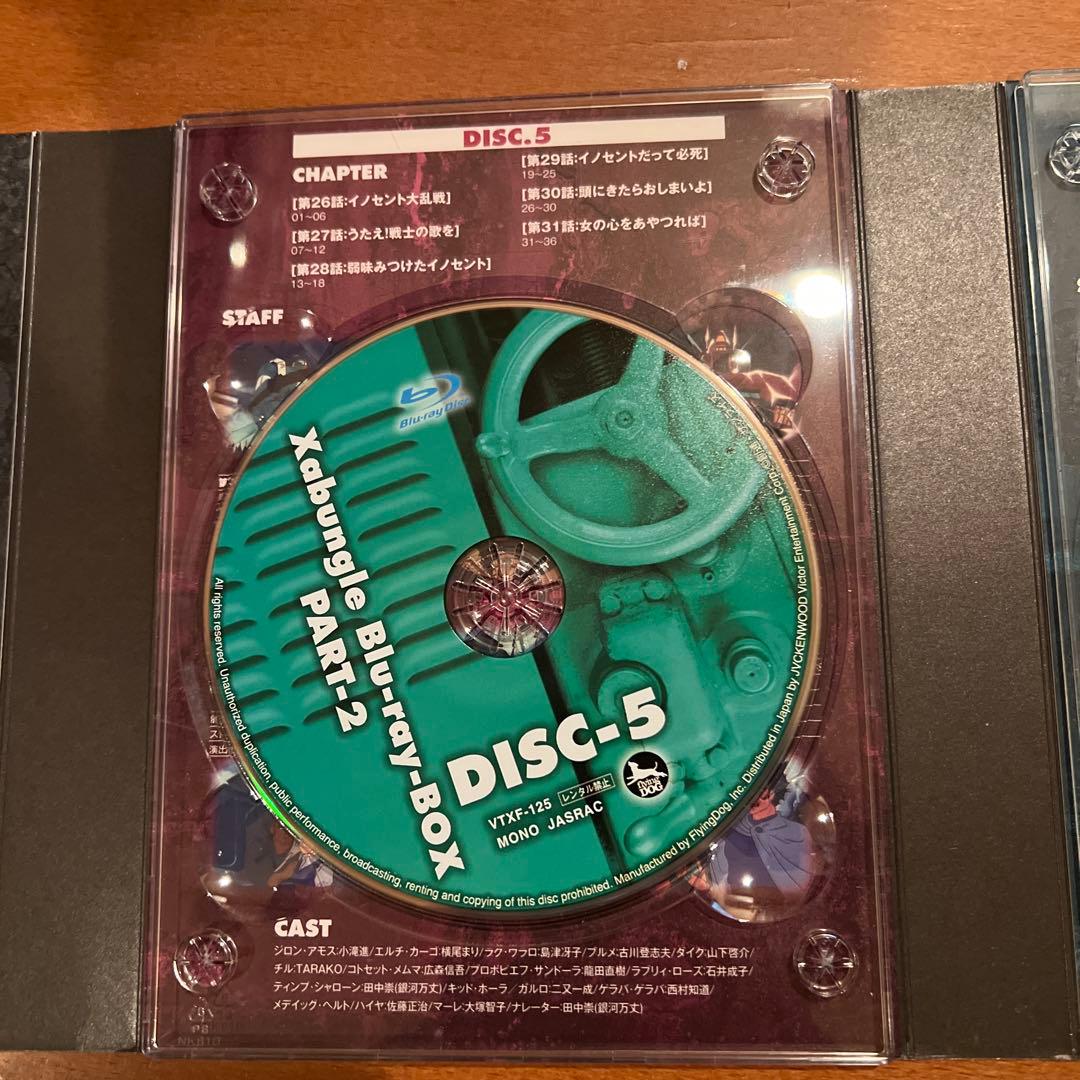 DISC.5
CHAPTER
[第26話:イノセント大乱戦]
01~06
[第27話:うたえ!戦士の歌を]
07~12
[第28話:弱味みつけたイノセント]
13~18
[第29話:イノセントだって必死]
19~25
[第30話:頭にきたらおしまいよ]
26~30
[第31話:女の心をあやつれば]
31~36
STAFF
Blu-ray Disc
Xabungle Blu-ray-BOX
PART-2
DISC-5
VTXF-125 レンタル禁止
MONO JASRAC
flying DOG
All rights reserved. Unauthorized duplication, public performance, broadcasting, renting and copying of this disc prohibited. Manufactured by FlyingDog, Inc. Distributed in Japan by JVCKENWOOD Victor Entertainment Corp.
演出
CAST
ジロン・アモス:小滝進/エルチ・カーゴ:横尾まり/ラグ・ウラロ:島津冴子/ブルメ:古川登志夫/ダイク:山下啓介/
チル:TARAKO/コトセット・メムマ:広森信吾/プロポピエフ・サンドーラ:龍田直樹/ラブリィ・ローズ:石井成子/
ティンプ・シャローン:田中崇(銀河万丈)/キッド・ホーラ/ ガルロ:二又一成/ゲラバ・ゲラバ:西村知道/
メデイッグ・ヘルト/ハイヤ:佐藤正治/マーレ:大塚智子/ナレーター:田中崇(銀河万丈)